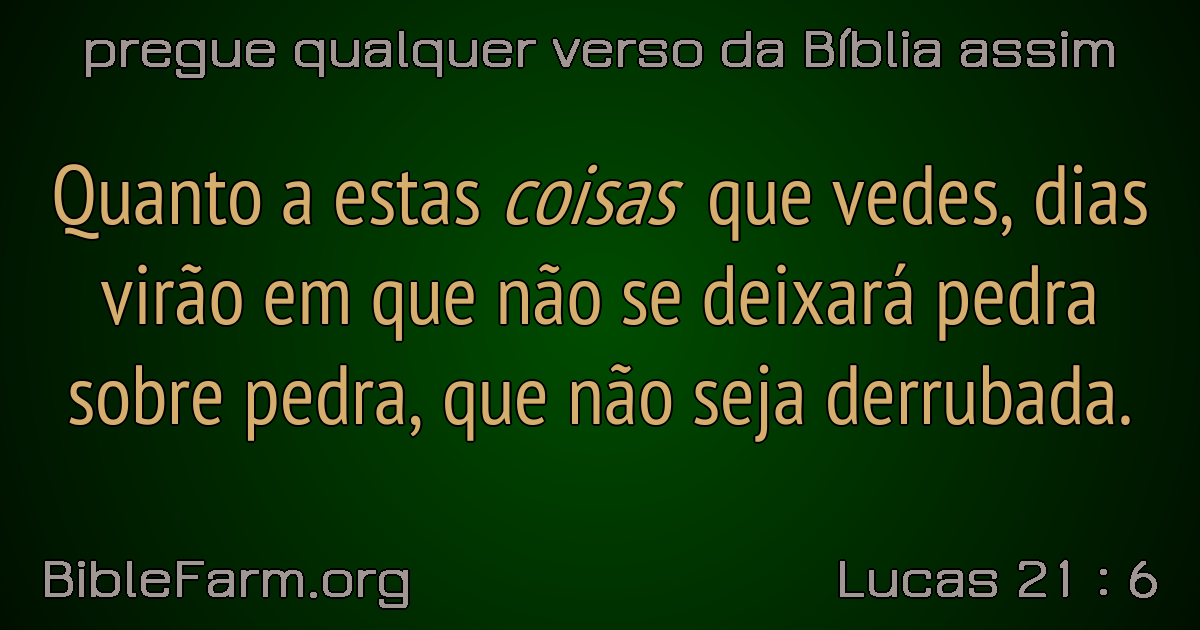 pregue qualquer verso da Bíblia assim
Quanto a estas coisas que vedes, dias
virão em que não se deixará pedra
sobre pedra, que não seja derrubada.
BibleFarm.org
Lucas 21 : 6